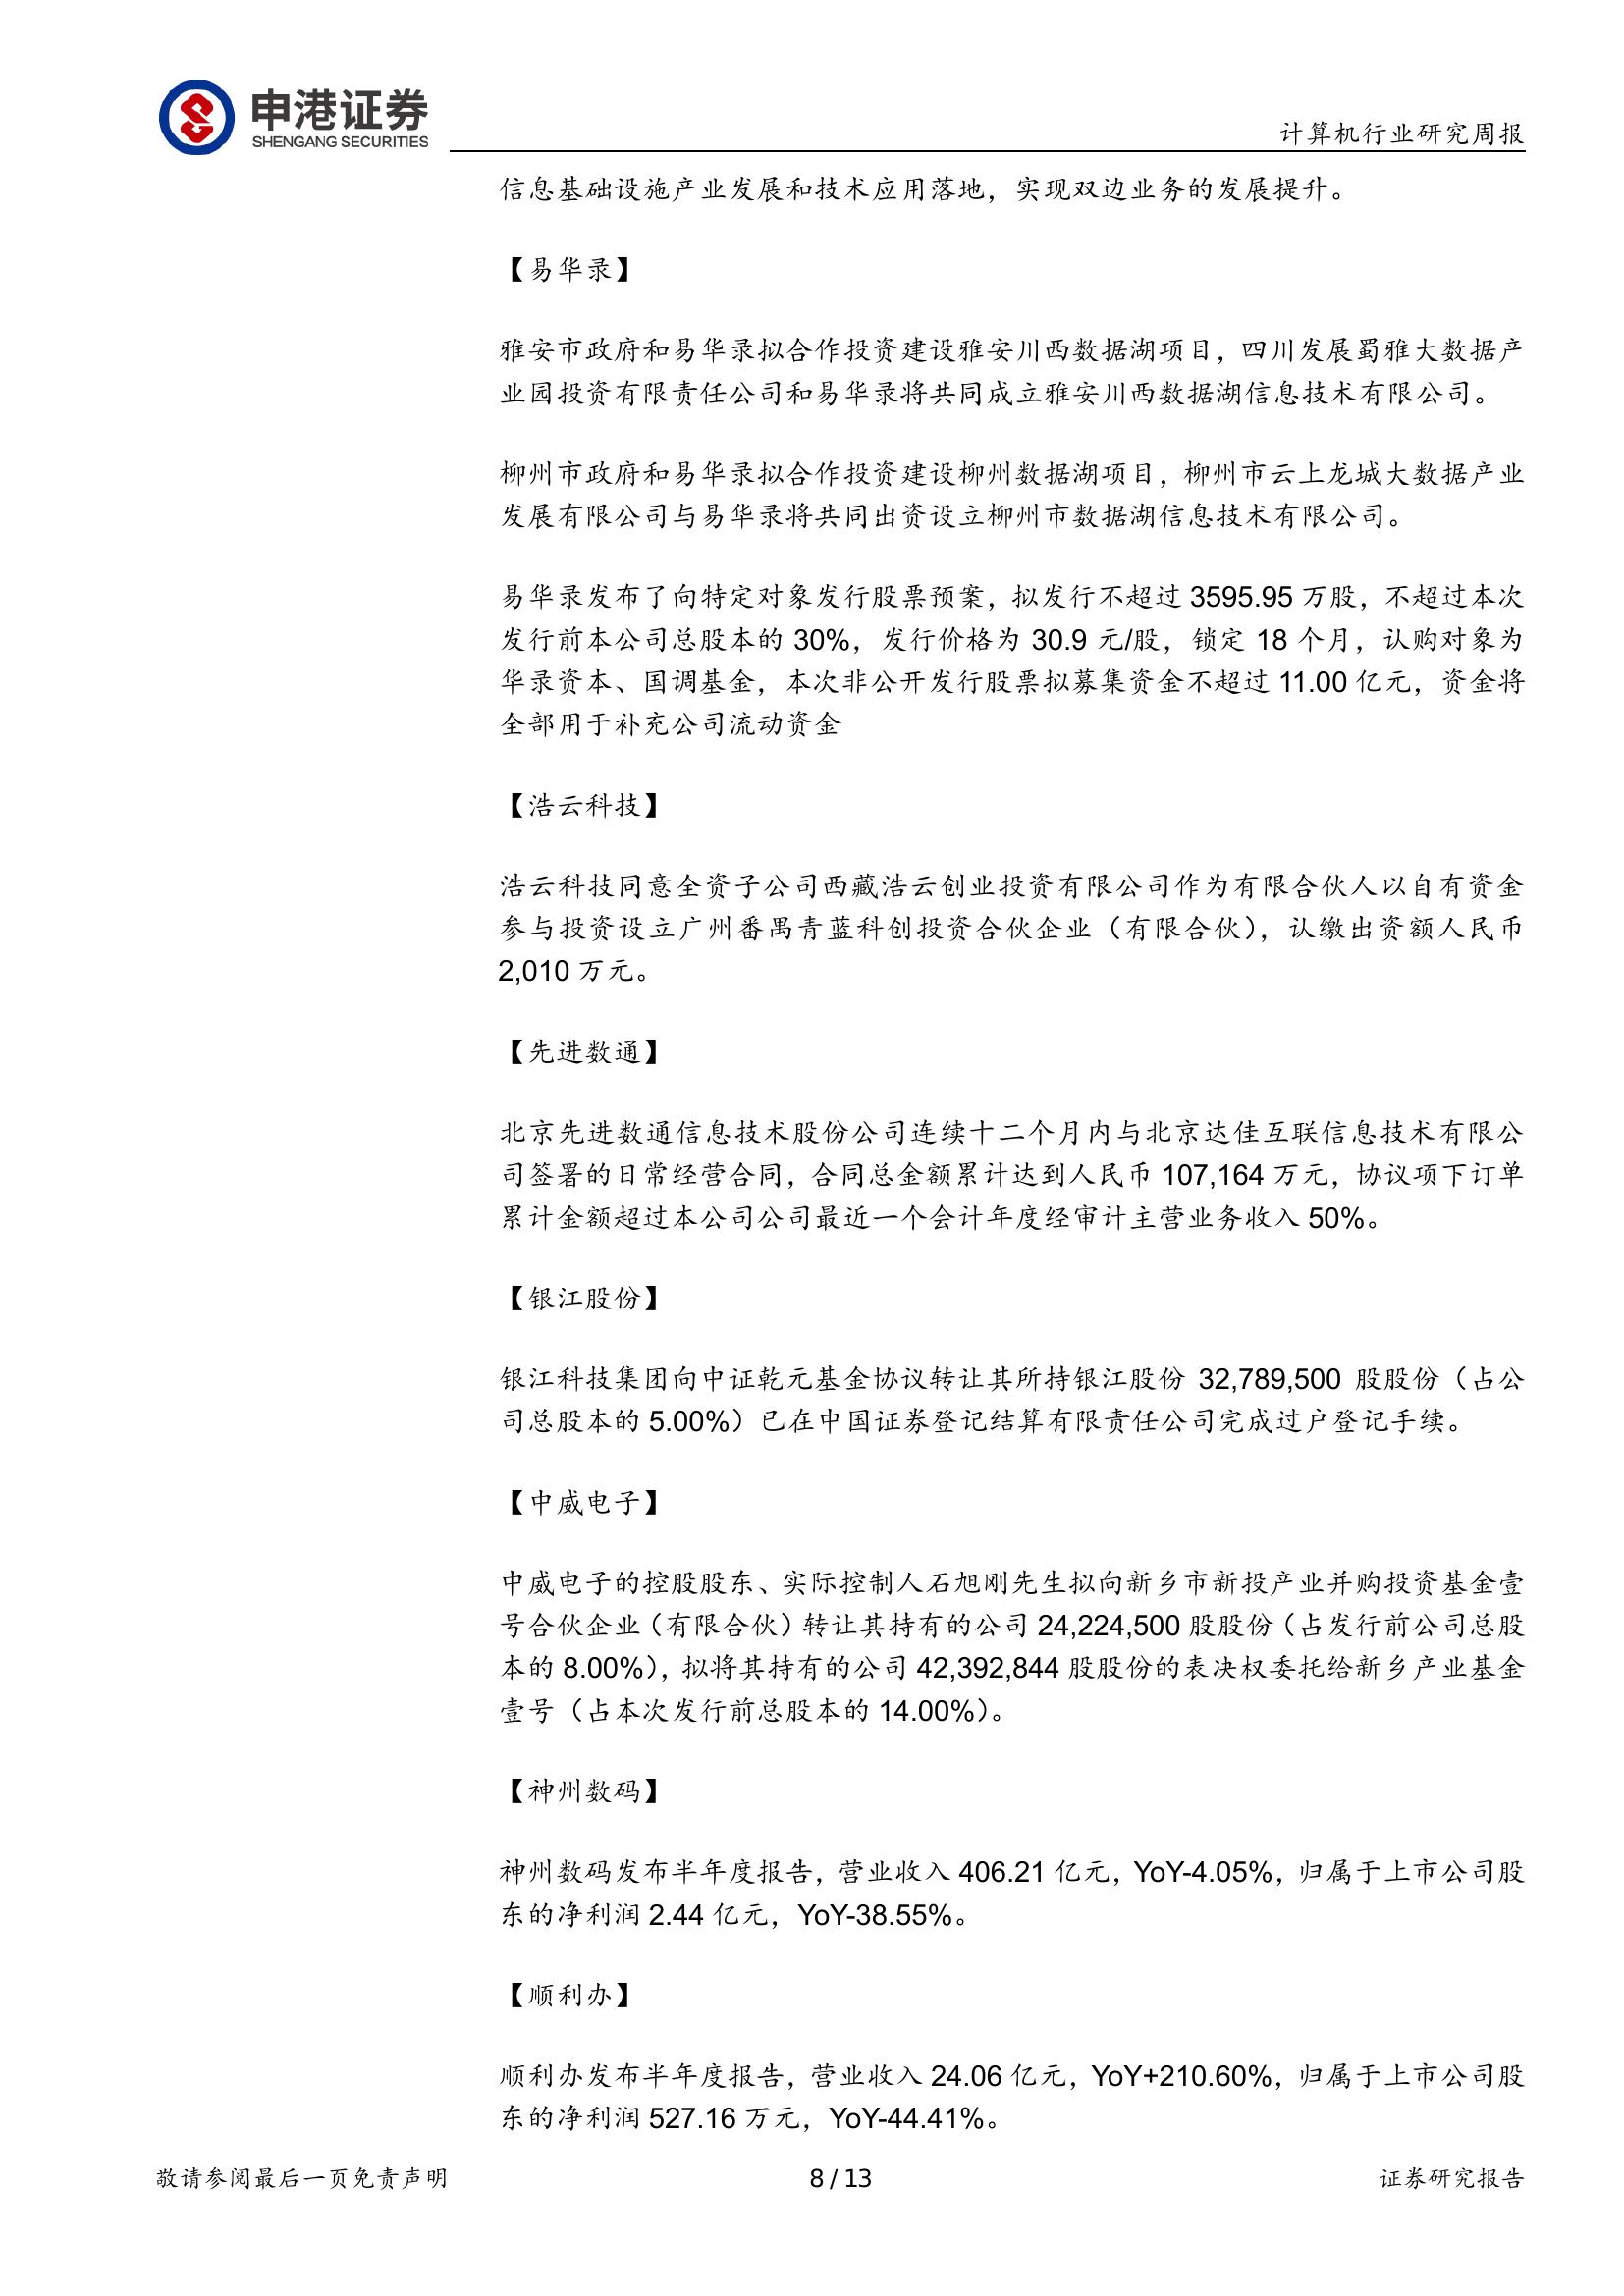 申港证券
SHENGANG SECURITIES
计算机行业研究周报
信息基础设施产业发展和技术应用落地，实现双边业务的发展提升。
【易华录】
雅安市政府和易华录拟合作投资建设雅安川西数据湖项目，四川发展蜀雅大数据产
业园投资有限责任公司和易华录将共同成立雅安川西数据湖信息技术有限公司。
柳州市政府和易华录拟合作投资建设柳州数据湖项目，柳州市云上龙城大数据产业
发展有限公司与易华录将共同出资设立柳州市数据湖信息技术有限公司。
易华录发布了向特定对象发行股票预案，拟发行不超过 3595.95 万股，不超过本次
发行前本公司总股本的 30%，发行价格为 30.9 元/股，锁定 18 个月，认购对象为
华录资本、国调基金，本次非公开发行股票拟募集资金不超过 11.00 亿元，资金将
全部用于补充公司流动资金
【浩云科技】
浩云科技同意全资子公司西藏浩云创业投资有限公司作为有限合伙人以自有资金
参与投资设立广州番禺青蓝科创投资合伙企业（有限合伙），认缴出资额人民币
2,010 万元。
【先进数通】
北京先进数通信息技术股份公司连续十二个月内与北京达佳互联信息技术有限公
司签署的日常经营合同，合同总金额累计达到人民币 107,164 万元，协议项下订单
累计金额超过本公司公司最近一个会计年度经审计主营业务收入 50%。
【银江股份】
银江科技集团向中证乾元基金协议转让其所持银江股份 32,789,500 股股份（占公
司总股本的 5.00%）已在中国证券登记结算有限责任公司完成过户登记手续。
【中威电子】
中威电子的控股股东、实际控制人石旭刚先生拟向新乡市新投产业并购投资基金壹
号合伙企业（有限合伙）转让其持有的公司 24,224,500 股股份（占发行前公司总股
本的 8.00%），拟将其持有的公司 42,392,844 股股份的表决权委托给新乡产业基金
壹号（占本次发行前总股本的 14.00%）。
【神州数码】
神州数码发布半年度报告，营业收入 406.21 亿元，YoY-4.05%，归属于上市公司股
东的净利润 2.44 亿元，YoY-38.55%。
【顺利办】
顺利办发布半年度报告，营业收入 24.06 亿元，YoY+210.60%，归属于上市公司股
东的净利润 527.16 万元，YoY-44.41%。
敬请参阅最后一页免责声明
8 / 13
证券研究报告